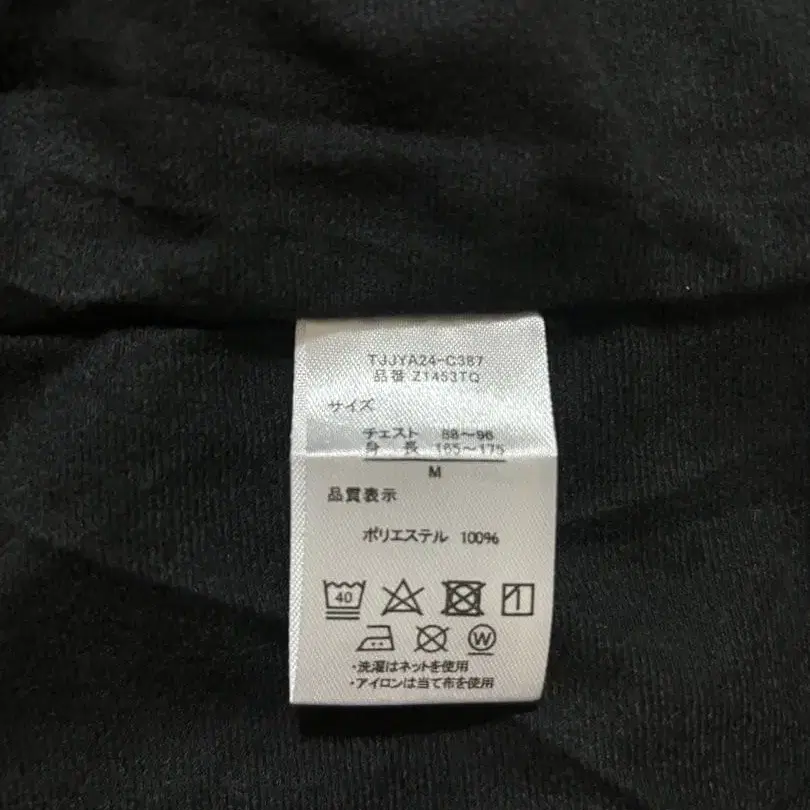 TJJYA24-C387
品番 Z1453TQ
サイズ
チェスト 88～96
身 長 165～175
M
品質表示
ポリエステル 100%
40
W
・洗濯はネットを使用
・アイロンは当て布を使用